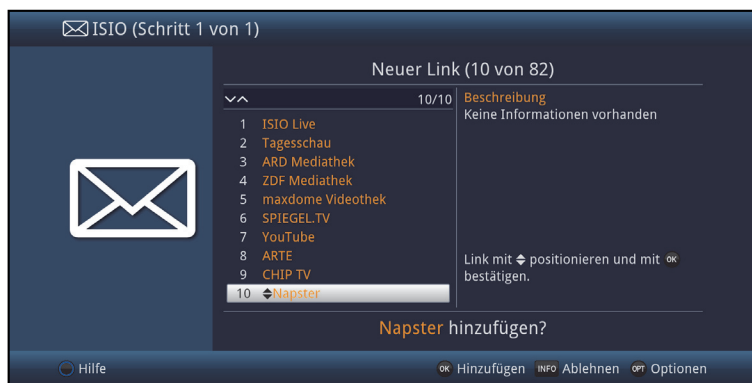 ISIO (Schritt 1 von 1)
Neuer Link (10 von 82)
10/10
1 ISIO Live
2 Tagesschau
3 ARD Mediathek
4 ZDF Mediathek
5 maxdome Videothek
6 SPIEGEL.TV
7 YouTube
8 ARTE
9 CHIP TV
10 Napster
Beschreibung
Keine Informationen vorhanden
Link mit positionieren und mit OK
bestätigen.
Napster hinzufügen?
Hilfe
OK Hinzufügen INFO Ablehnen OPT Optionen